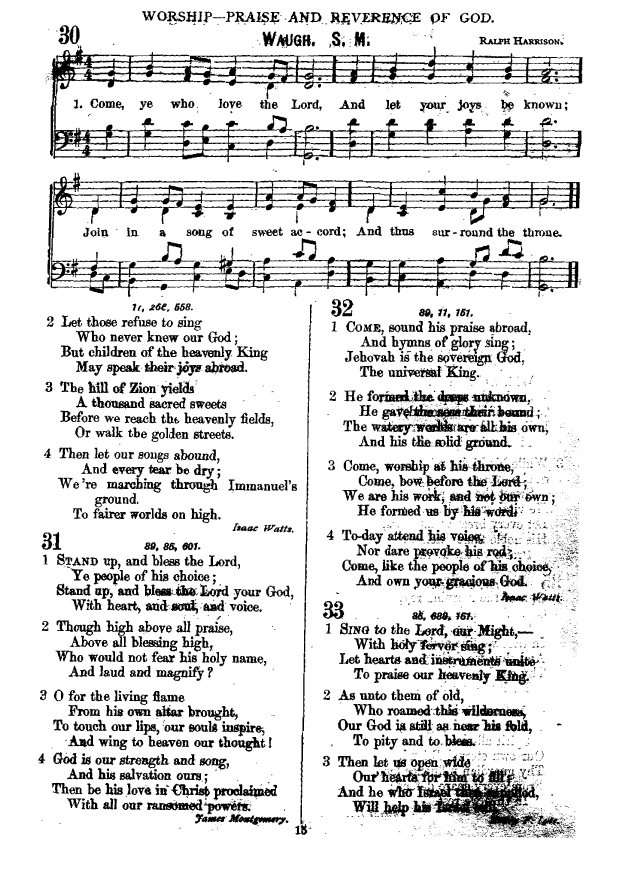 WORSHIP—PRAISE AND REVERENCE OF GOD.
30
WAUGH. S. M.
RALPH HARRISON.
1. Come, ye who love the Lord, And let your joys be known;
Join in a song of sweet ac-cord; And thus sur-round the throne.
2 Let those refuse to sing
Who never knew our God;
But children of the heavenly King
May speak their joys abroad.
3 The hill of Zion yields
A thousand sacred sweets
Before we reach the heavenly fields,
Or walk the golden streets.
4 Then let our songs abound,
And every tear be dry;
We're marching through Immanuel's
ground.
To fairer worlds on high.
Isaac Watts.
31
89, 85, 601.
1 STAND up, and bless the Lord,
Ye people of his choice;
Stand up, and bless the Lord your God,
With heart, and soul, and voice.
2 Though high above all praise,
Above all blessing high,
Who would not fear his holy name,
And laud and magnify?
3 O for the living flame
From his own altar brought,
To touch our lips, our souls inspire,
And wing to heaven our thought!
4 God is our strength and song,
And his salvation ours;
Then be his love in Christ proclaimed
With all our ransomed powers.
James Montgomery.
32
89, 11, 151.
1 COME, sound his praise abroad,
And hymns of glory sing;
Jehovah is the sovereign God,
The universal King.
2 He formed the deeps unknown,
He gave the seas their bound;
The watery worlds are all his own,
And his the solid ground.
3 Come, worship at his throne,
Come, bow before the Lord;
We are his work, and not our own;
He formed us by his word.
4 To-day attend his voice,
Nor dare provoke his rod;
Come, like the people of his choice,
And own your gracious God.
Isaac Watts.
33
85, 689, 151.
1 SING to the Lord, our Might,—
With holy fervor sing;
Let hearts and instruments unite
To praise our heavenly King.
2 As unto them of old,
Who roamed this wilderness,
Our God is still as near his fold,
To pity and to bless.
3 Then let us open wide
Our hearts for him to fill;
And he who Israel then supplied,
Will help his Israel still.
15